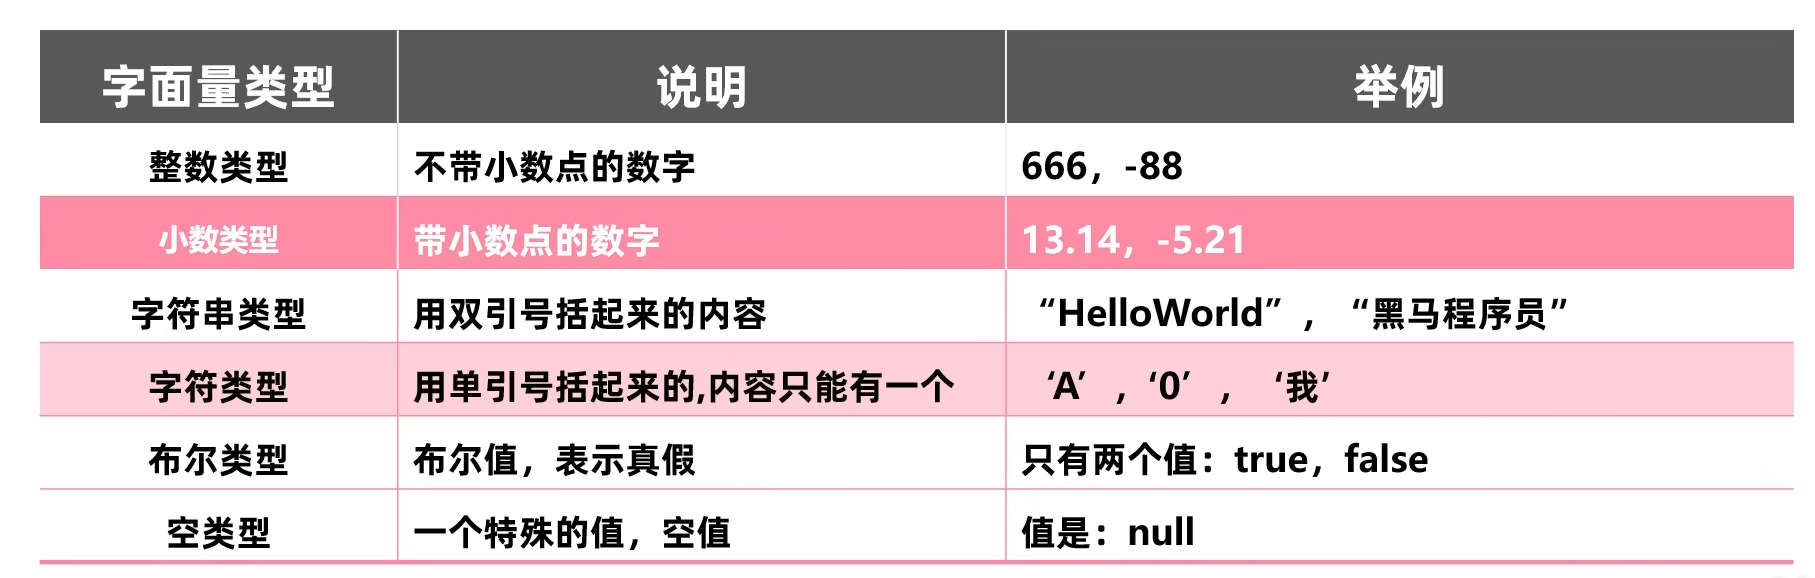 字面量类型 说明 举例
整数类型 不带小数点的数字 666，-88
小数类型 带小数点的数字 13.14，-5.21
字符串类型 用双引号括起来的内容 “HelloWorld”，“黑马程序员”
字符类型 用单引号括起来的,内容只能有一个 ‘A’，‘0’，‘我’
布尔类型 布尔值，表示真假 只有两个值：true，false
空类型 一个特殊的值，空值 值是：null